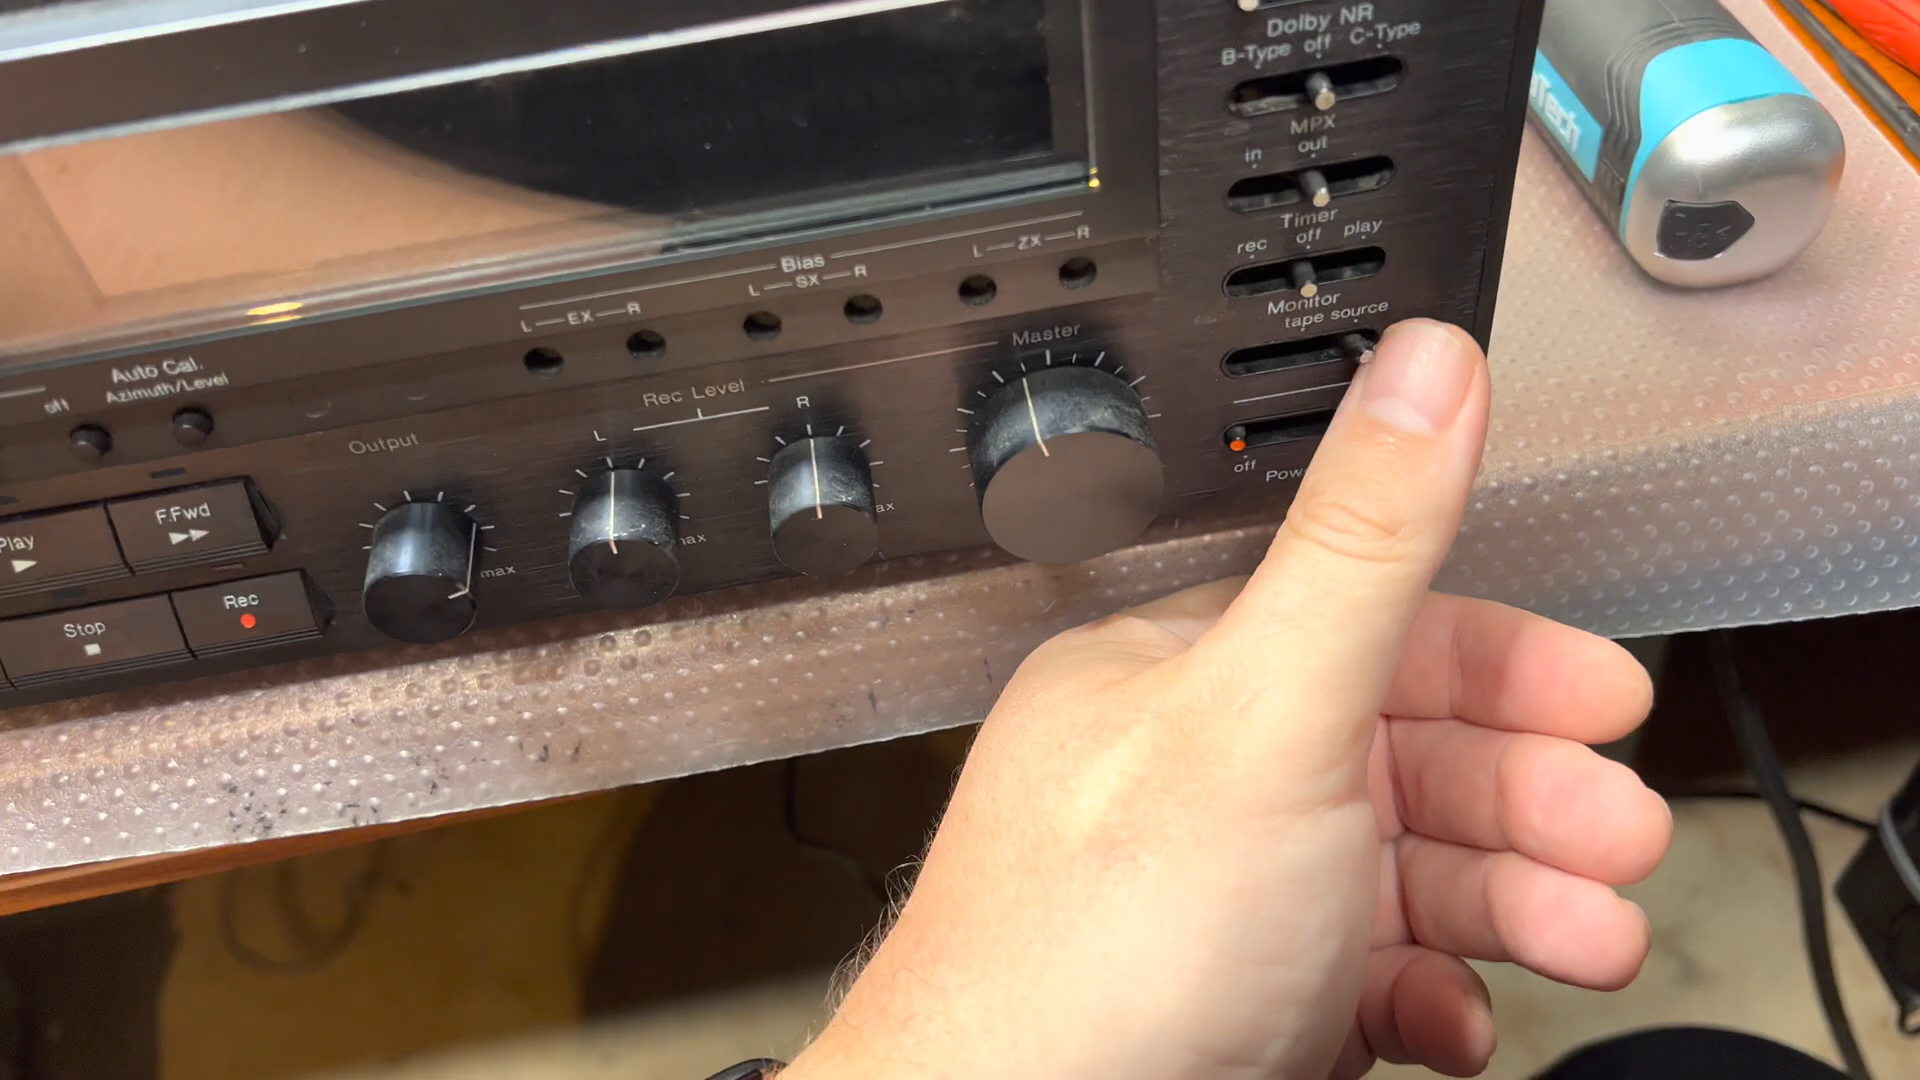 Dolby NR
B-Type off C-Type
MPX
in out
Timer
rec off play
Monitor
tape source
off
Bias
L EX R
L SX R
L ZX R
Master
Rec Level
L R
max
off
Auto Cal.
Azimuth/Level
Output
F.Fwd
Play
Stop
Rec